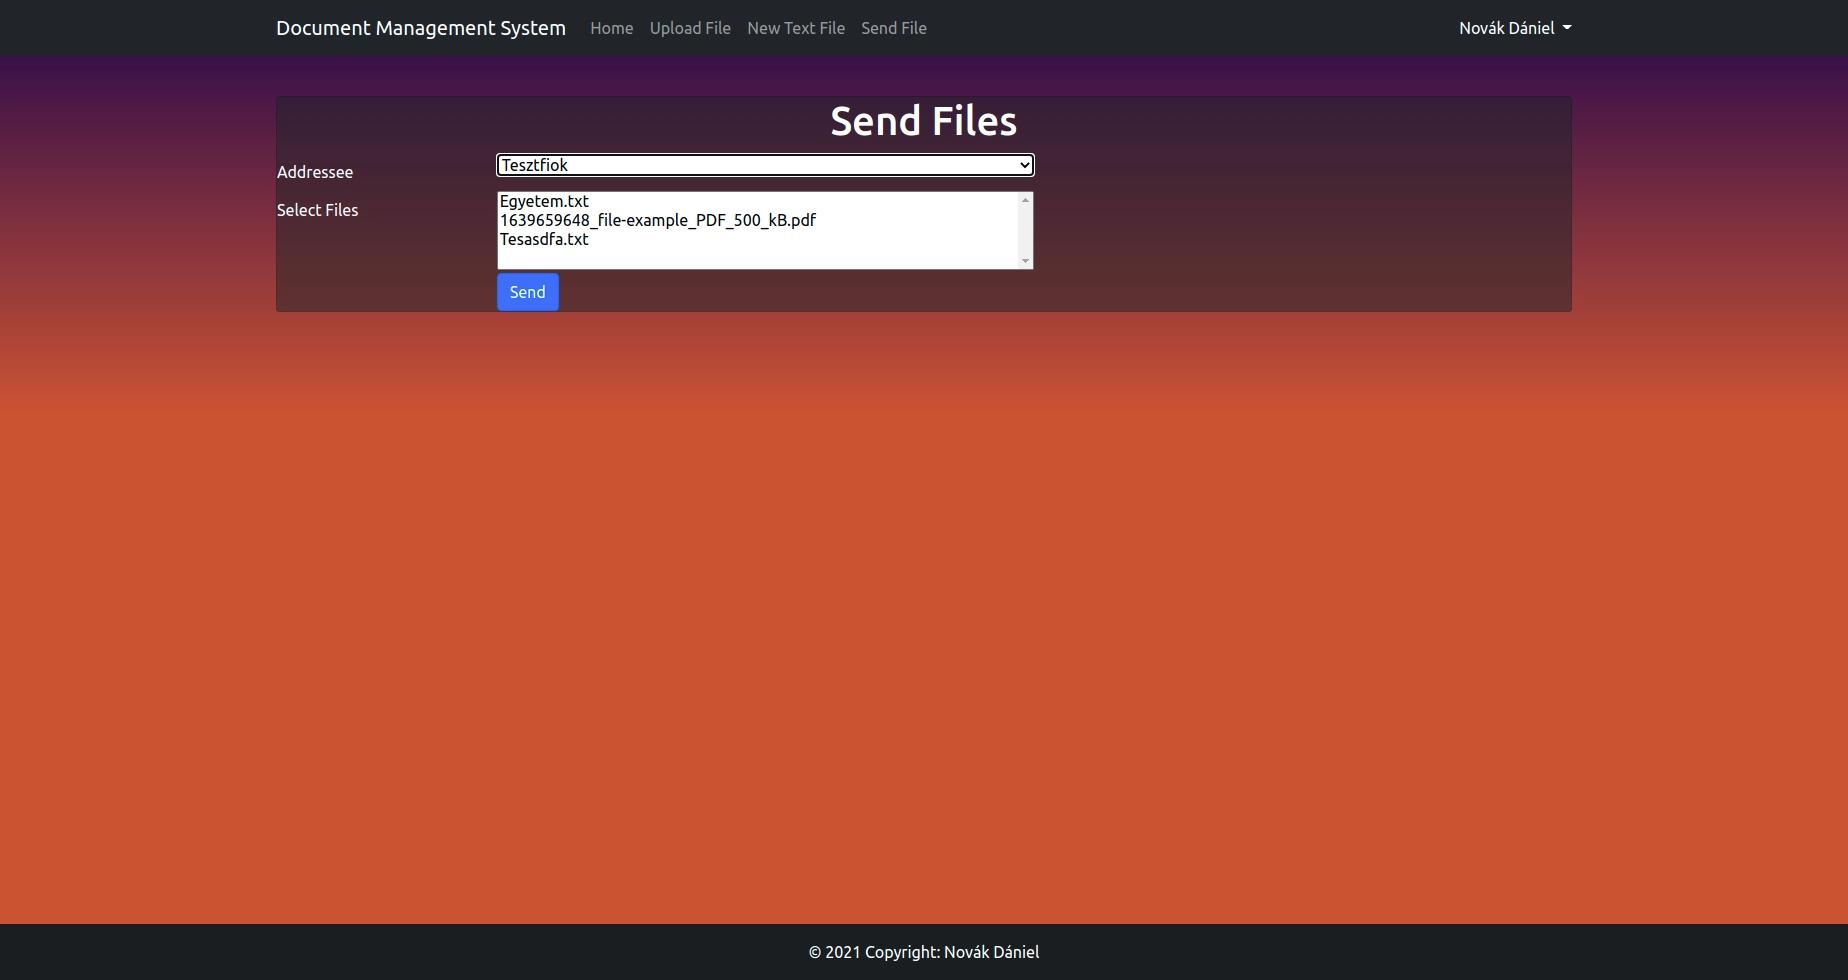 Document Management System Home Upload File New Text File Send File Novák Dániel
Send Files
Addressee Tesztfiok
Select Files
Egyetem.txt
1639659648_file-example_PDF_500_kB.pdf
Tesasdfa.txt
Send
© 2021 Copyright: Novák Dániel